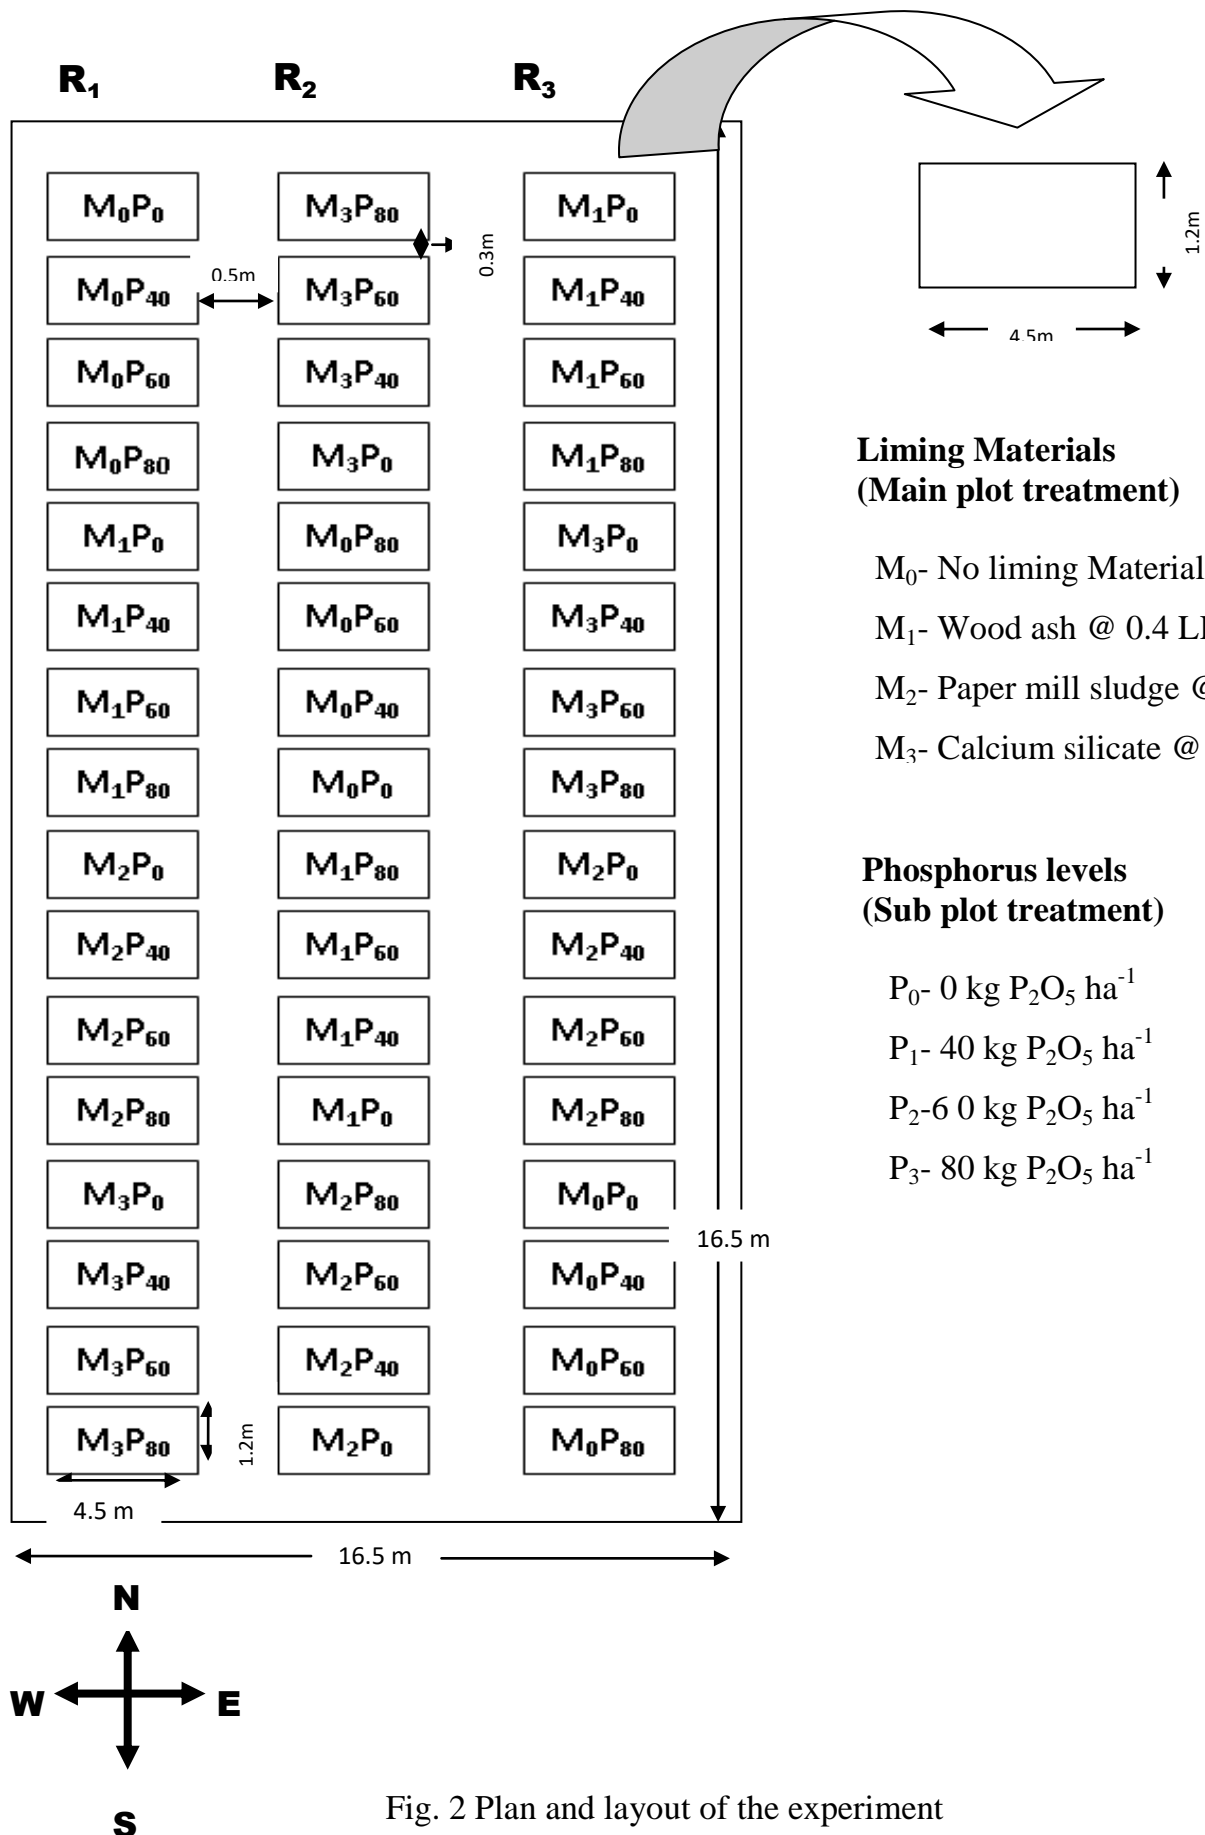 R₁ R₂ R₃
M₀P₀ M₃P₈₀ M₁P₀
0.3m
1.2m
M₀P₄₀ 0.5m M₃P₆₀ M₁P₄₀
4.5m
M₀P₆₀ M₃P₄₀ M₁P₆₀
M₀P₈₀ M₃P₀ M₁P₈₀
M₁P₀ M₀P₈₀ M₃P₀
M₁P₄₀ M₀P₆₀ M₃P₄₀
M₁P₆₀ M₀P₄₀ M₃P₆₀
M₁P₈₀ M₀P₀ M₃P₈₀
M₂P₀ M₁P₈₀ M₂P₀
M₂P₄₀ M₁P₆₀ M₂P₄₀
M₂P₆₀ M₁P₄₀ M₂P₆₀
M₂P₈₀ M₁P₀ M₂P₈₀
M₃P₀ M₂P₈₀ M₀P₀
16.5 m
M₃P₄₀ M₂P₆₀ M₀P₄₀
M₃P₆₀ M₂P₄₀ M₀P₆₀
M₃P₈₀ 1.2m M₂P₀ M₀P₈₀
4.5 m
16.5 m
Liming Materials
(Main plot treatment)
M₀- No liming Material
M₁- Wood ash @ 0.4
M₂- Paper mill sludge
M₃- Calcium silicate @
Phosphorus levels
(Sub plot treatment)
P₀- 0 kg P₂O₅ ha⁻¹
P₁- 40 kg P₂O₅ ha⁻¹
P₂-6 0 kg P₂O₅ ha⁻¹
P₃- 80 kg P₂O₅ ha⁻¹
N
W E
S
Fig. 2 Plan and layout of the experiment